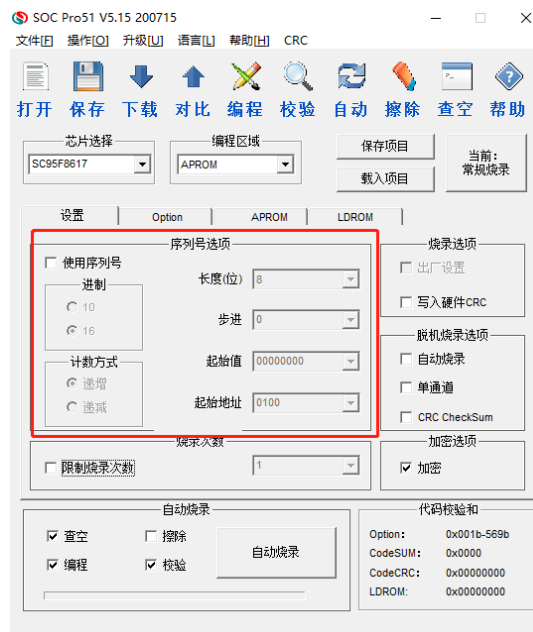 SOC Pro51 V5.15 200715
文件[F] 操作[O] 升级[U] 语言[L] 帮助[H] CRC
打开 保存 下载 对比 编程 校验 自动 擦除 查空 帮助
芯片选择
SC95F8617
编程区域
APROM
保存项目
载入项目
当前:
常规烧录
设置 Option APROM LDROM
序列号选项
使用序列号
进制
10
16
计数方式
递增
递减
长度(位) 8
步进 0
起始值 00000000
起始地址 0100
烧录次数
限制烧录次数 1
烧录选项
出厂设置
写入硬件CRC
脱机烧录选项
自动烧录
单通道
CRC CheckSum
加密选项
加密
自动烧录
查空 擦除
编程 校验
自动烧录
代码校验和
Option: 0x001b-569b
CodeSUM: 0x0000
CodeCRC: 0x00000000
LDROM: 0x00000000